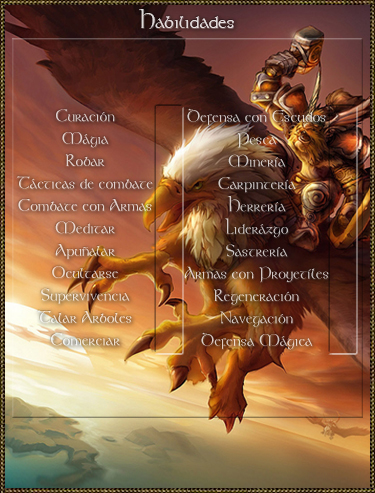 Habilidades
Curación
Mágia
Robar
Tácticas de combate
Combate con Armas
Meditar
Apuñalar
Ocultarse
Supervivencia
Talar Árboles
Comerciar
Defensa con Escudos
Pesca
Minería
Carpintería
Herrería
Liderázgo
Sastrería
Armas con Proyectiles
Regeneración
Navegación
Defensa Mágica